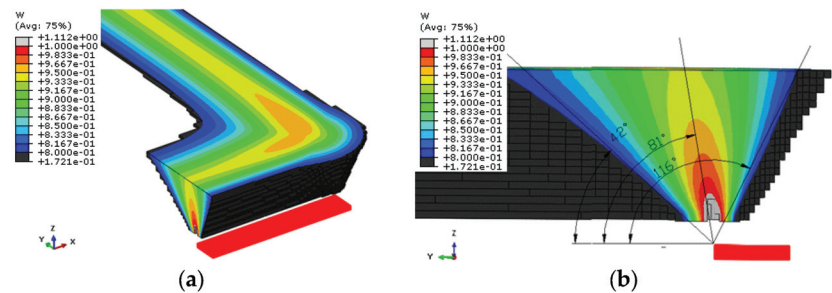 W
(Avg: 75%)
+1.112e+00
+1.000e+00
+9.833e-01
+9.667e-01
+9.500e-01
+9.333e-01
+9.167e-01
+9.000e-01
+8.833e-01
+8.667e-01
+8.500e-01
+8.333e-01
+8.167e-01
+8.000e-01
+1.721e-01
Z
Y
X
(a)
W
(Avg: 75%)
+1.112e+00
+1.000e+00
+9.833e-01
+9.667e-01
+9.500e-01
+9.333e-01
+9.167e-01
+9.000e-01
+8.833e-01
+8.667e-01
+8.500e-01
+8.333e-01
+8.167e-01
+8.000e-01
+1.721e-01
42°
81°
116°
Z
Y
(b)